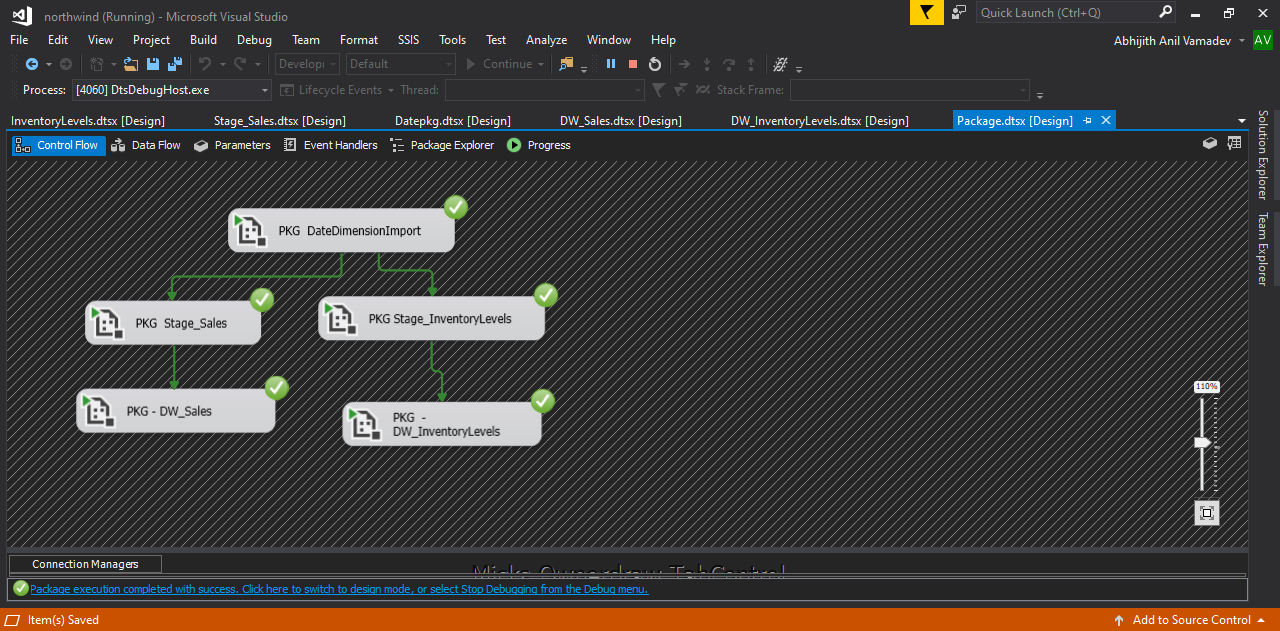 northwind (Running) - Microsoft Visual Studio
Quick Launch (Ctrl+Q)
File Edit View Project Build Debug Team Format SSIS Tools Test Analyze Window Help
Abhijith Anil Vamadev AV
Develop Default Continue
Process: [4060] DtsDebugHost.exe Lifecycle Events Thread: Stack Frame:
InventoryLevels.dtsx [Design] Stage_Sales.dtsx [Design] Datepkg.dtsx [Design] DW_Sales.dtsx [Design] DW_InventoryLevels.dtsx [Design] Package.dtsx [Design]
Control Flow Data Flow Parameters Event Handlers Package Explorer Progress
Solution Explorer
Team Explorer
PKG DateDimensionImport
PKG Stage_Sales
PKG Stage_InventoryLevels
PKG - DW_Sales
PKG -
DW_InventoryLevels
110%
Connection Managers
Misks Ownerdraw TabControl
Package execution completed with success. Click here to switch to design mode, or select Stop Debugging from the Debug menu.
Item(s) Saved
Add to Source Control